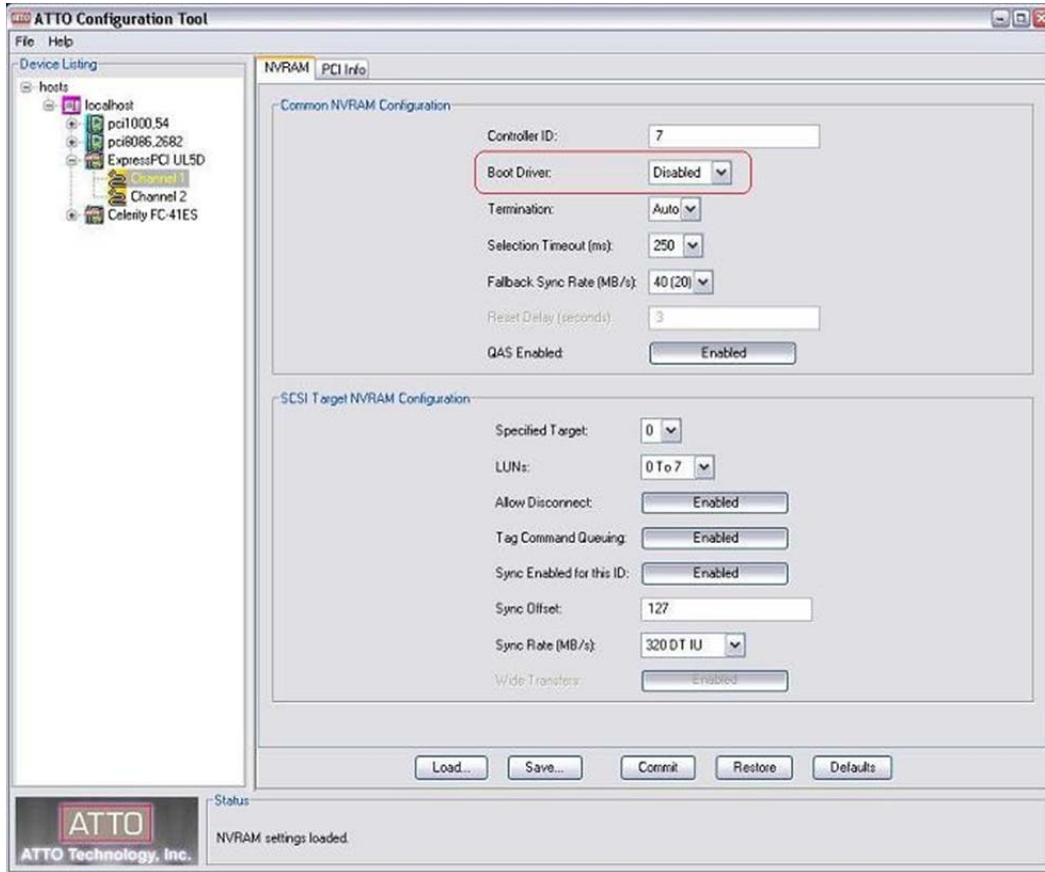 ATTO Configuration Tool
File Help
Device Listing
hosts
localhost
pci1000,54
pci8086,2682
ExpressPCI UL5D
Channel 1
Channel 2
Celerity FC-41ES
NVRAM PCI Info
Common NVRAM Configuration
Controller ID: 7
Boot Driver: Disabled
Termination: Auto
Selection Timeout (ms): 250
Fallback Sync Rate (MB/s): 40 (20)
Reset Delay (seconds): 3
QAS Enabled: Enabled
SCSI Target NVRAM Configuration
Specified Target: 0
LUNs: 0 To 7
Allow Disconnect: Enabled
Tag Command Queuing: Enabled
Sync Enabled for this ID: Enabled
Sync Offset: 127
Sync Rate (MB/s): 320 DT IU
Wide Transfers: Enabled
Load... Save... Commit Restore Defaults
Status
NVRAM settings loaded.
ATTO
ATTO Technology, Inc.